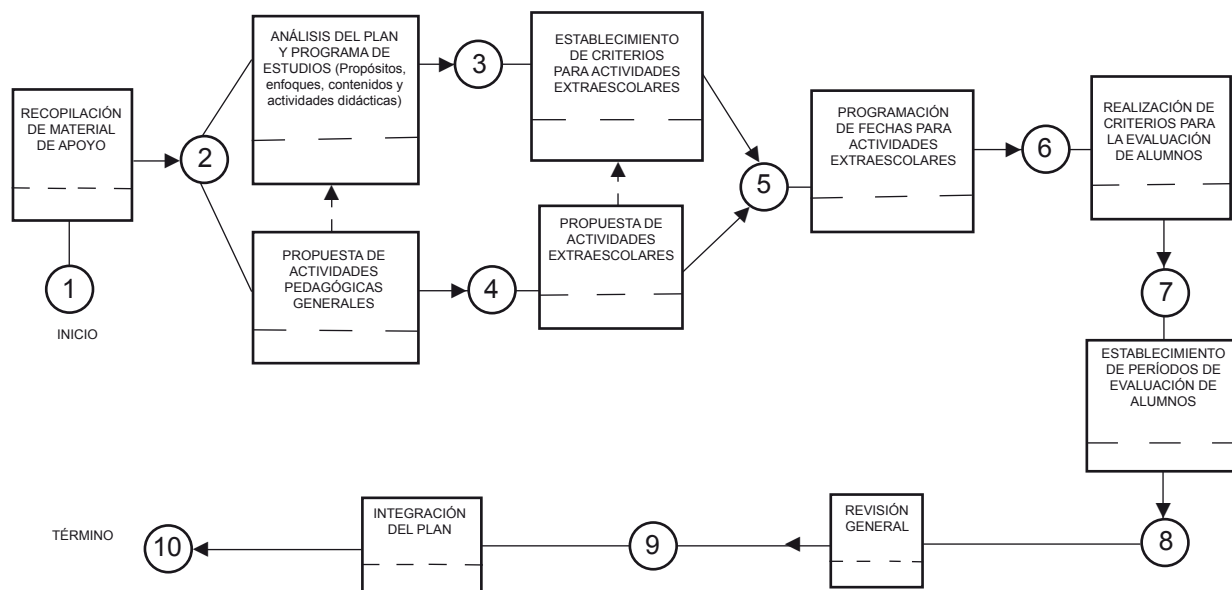 RECOPILACIÓN
DE MATERIAL
DE APOYO
1
INICIO
2
ANÁLISIS DEL PLAN
Y PROGRAMA DE
ESTUDIOS (Propósitos,
enfoques, contenidos y
actividades didácticas)
3
ESTABLECIMIENTO
DE CRITERIOS
PARA ACTIVIDADES
EXTRAESCOLARES
PROPUESTA DE
ACTIVIDADES
PEDAGÓGICAS
GENERALES
4
PROPUESTA DE
ACTIVIDADES
EXTRAESCOLARES
5
PROGRAMACIÓN
DE FECHAS PARA
ACTIVIDADES
EXTRAESCOLARES
6
REALIZACIÓN DE
CRITERIOS PARA
LA EVALUACIÓN
DE ALUMNOS
7
ESTABLECIMIENTO
DE PERÍODOS DE
EVALUACIÓN DE
ALUMNOS
8
REVISIÓN
GENERAL
9
INTEGRACIÓN
DEL PLAN
10
TÉRMINO